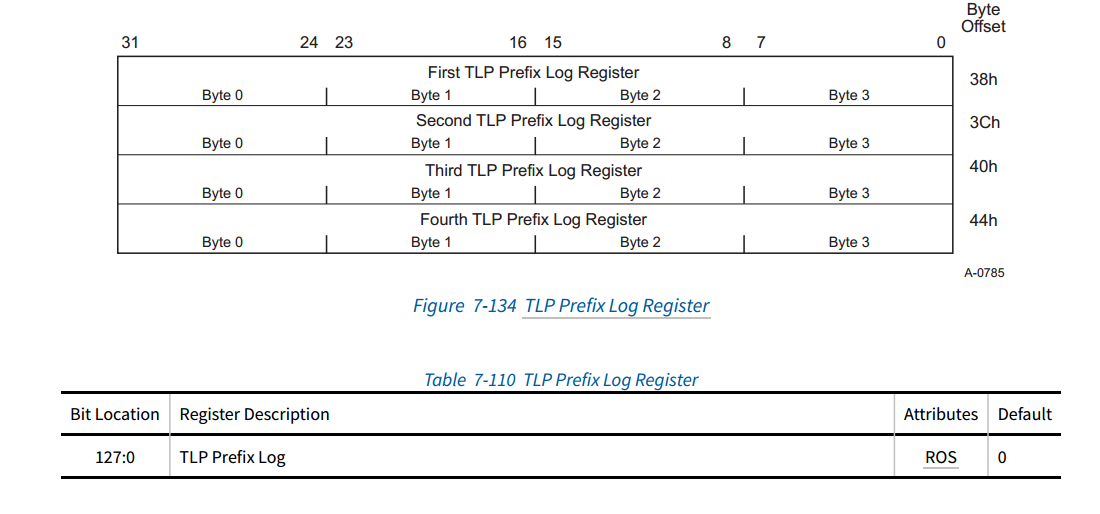 Byte
Offset
31 24 23 16 15 8 7 0
First TLP Prefix Log Register
38h
Byte 0 Byte 1 Byte 2 Byte 3
Second TLP Prefix Log Register
3Ch
Byte 0 Byte 1 Byte 2 Byte 3
Third TLP Prefix Log Register
40h
Byte 0 Byte 1 Byte 2 Byte 3
Fourth TLP Prefix Log Register
44h
Byte 0 Byte 1 Byte 2 Byte 3
A-0785
Figure 7-134 TLP Prefix Log Register
Table 7-110 TLP Prefix Log Register
Bit Location Register Description Attributes Default
127:0 TLP Prefix Log ROS 0